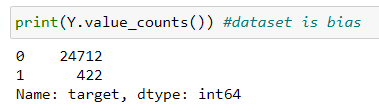 print(Y.value_counts()) #dataset is bias
0    24712
1      422
Name: target, dtype: int64